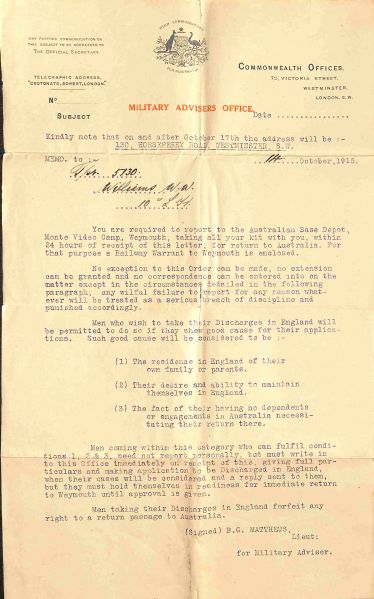 ANY FURTHER COMMUNICATION ON
THIS SUBJECT TO BE ADDRESSED TO
THE OFFICIAL SECRETARY.
HIGH COMMISSIONER
FOR AUSTRALIA
COMMONWEALTH OFFICES.
72, VICTORIA STREET,
WESTMINSTER,
LONDON. S.W.
TELEGRAPHIC ADDRESS,
"CROTONATE, SOWEST, LONDON"
No
MILITARY ADVISERS OFFICE.
SUBJECT
Date ...............
Kindly note that on and after October 17th the address will be :-
130, HORSEFERRY ROAD, WESTMINSTER, S.W.
MEMO. to :-
October, 1915.
5730
Williams W.W.
10th L.H.
You are required to report to the Australian Base Depot,
Monte Video Camp, Weymouth, taking all your kit with you, within
24 hours of receipt of this letter, for return to Australia. For
that purpose a Railway Warrant to Weymouth is enclosed.
No exception to this Order can be made, no extension
can be granted and no correspondence can be entered into on the
matter except in the circumstances detailed in the following
paragraph, any wilful failure to report for any reason what-
ever will be treated as a serious breach of discipline and
punished accordingly.
Men who wish to take their Discharges in England will
be permitted to do so if they show good cause for their applica-
tions. Such good cause will be considered to be :-
(1) The residence in England of their
own family or parents.
(2) Their desire and ability to maintain
themselves in England.
(3) The fact of their having no dependents
or engagements in Australia necessi-
tating their return there.
Men coming within this category who can fulfil condi-
tions 1, 2 & 3, need not report personally, but must write in
to this Office immediately on receipt of this, giving full par-
ticulars and making application to be Discharged in England,
when their cases will be considered and a reply sent to them,
but they must hold themselves in readiness for immediate return
to Weymouth until approval is given.
Men taking their Discharges in England forfeit any
right to a return passage to Australia.
(Signed) B.G. MATTHEWS,
Lieut:
for Military Adviser.